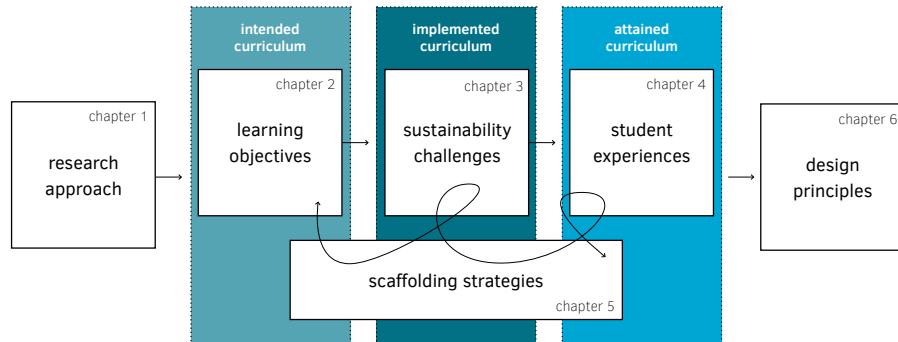 intended
curriculum
implemented
curriculum
attained
curriculum
chapter 1
research
approach
chapter 2
learning
objectives
chapter 3
sustainability
challenges
chapter 4
student
experiences
chapter 6
design
principles
scaffolding strategies
chapter 5